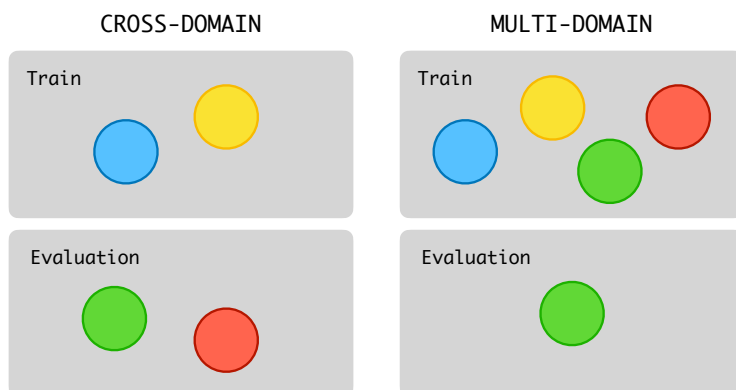 CROSS-DOMAIN
MULTI-DOMAIN
Train
Train
Evaluation
Evaluation